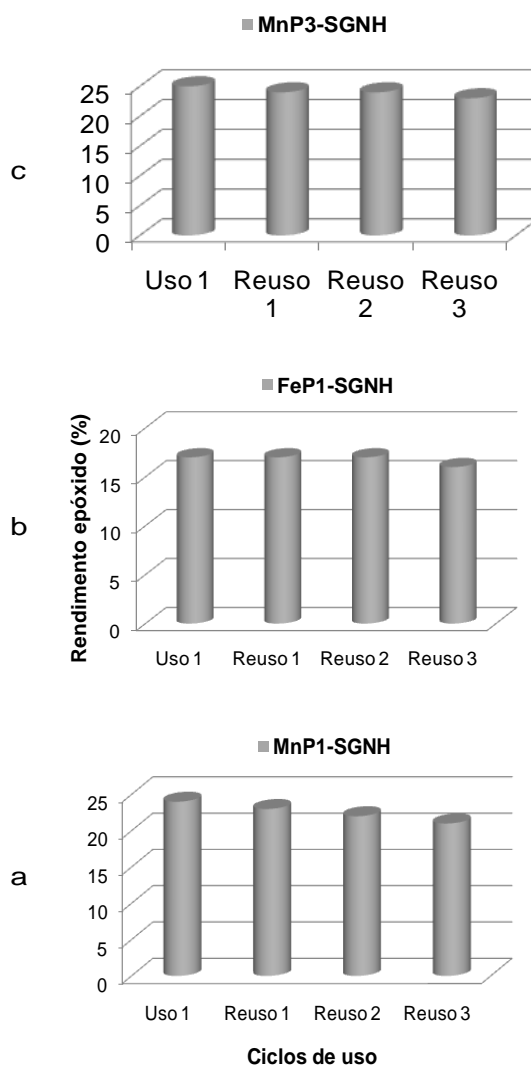 MnP3-SGNH
c
25
20
15
10
5
0
Uso 1 Reuso 1 Reuso 2 Reuso 3
FeP1-SGNH
b
Rendimento epóxido (%)
20
15
10
5
0
Uso 1 Reuso 1 Reuso 2 Reuso 3
MnP1-SGNH
a
25
20
15
10
5
0
Uso 1 Reuso 1 Reuso 2 Reuso 3
Ciclos de uso